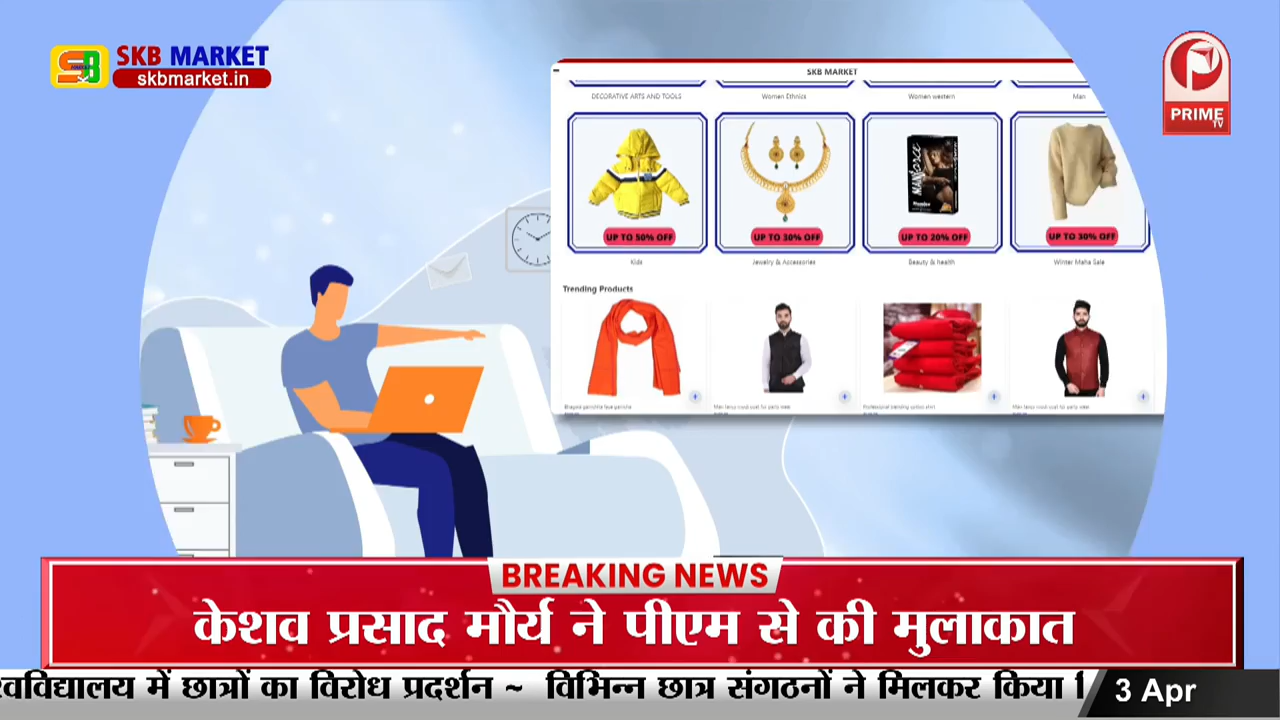 SKB MARKET
skbmarket.in
PRIME
TV
SKB MARKET
DECORATIVE ARTS AND TOOLS
Women Ethnics
Women western
Man
UP TO 50% OFF
UP TO 30% OFF
MANFORCE
UP TO 20% OFF
UP TO 30% OFF
Kids
Jewelry & Accessories
Beauty & health
Winter Maha Sale
Trending Products
BREAKING NEWS
केशव प्रसाद मौर्य ने पीएम से की मुलाकात
में छात्रों का विरोध प्रदर्शन ~ विभिन्न छात्र संगठनों ने मिलकर किया
3 Apr